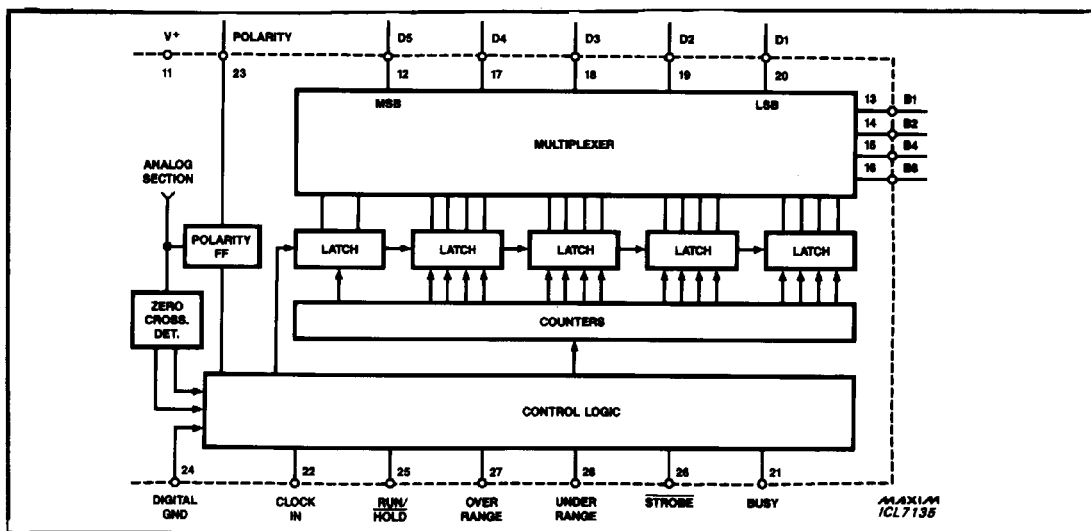 V+ POLARITY D5 D4 D3 D2 D1
11 23 12 17 18 19 20
MSB LSB
13 B1
MULTIPLEXER
14 B2
15 B4
16 B8
ANALOG
SECTION
POLARITY
FF
LATCH LATCH LATCH LATCH LATCH
ZERO
CROSS.
DET.
COUNTERS
CONTROL LOGIC
24 22 25 27 28 26 21
DIGITAL
GND
CLOCK
IN
RUN/
HOLD
OVER
RANGE
UNDER
RANGE
STROBE
BUSY
MAXIM
ICL7135